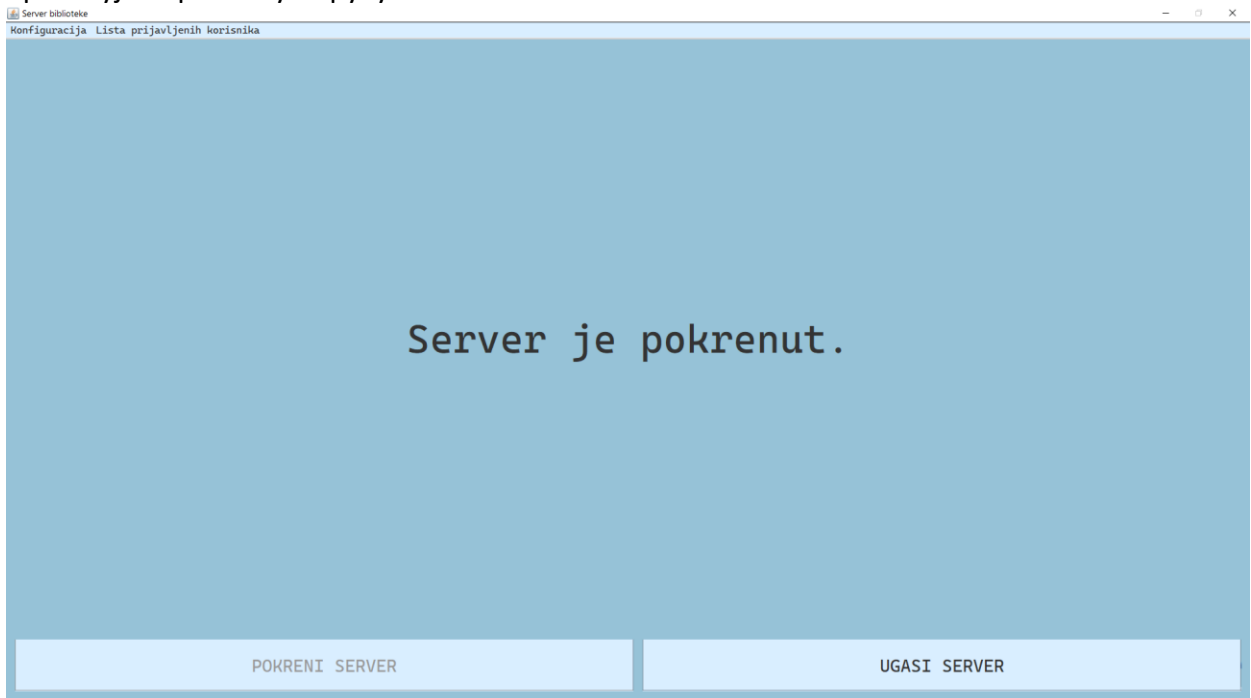 Server biblioteke
Konfiguracija Lista prijavljenih korisnika
Server je pokrenut.
POKRENI SERVER
UGASI SERVER